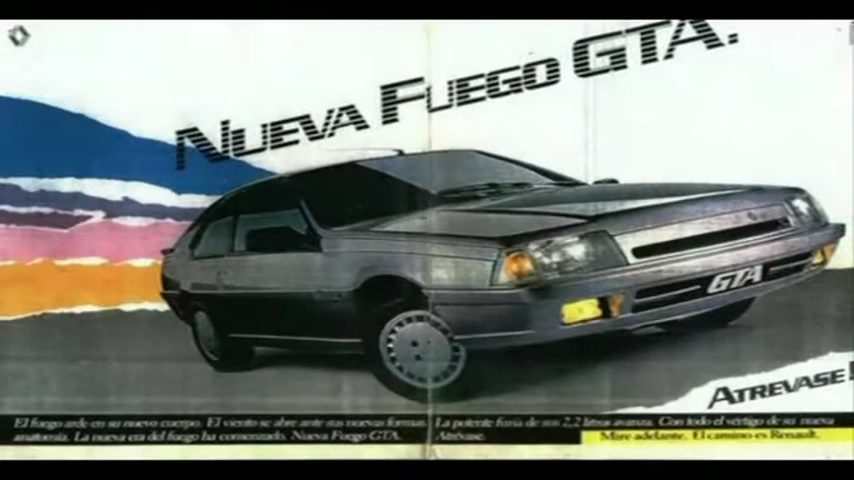 NUEVA FUEGO GTA.
GTA
ATREVASE!
El fuego arde en su nuevo cuerpo. El viento se abre ante sus nuevas formas.
anatomía. La nueva era del fuego ha comenzado. Nueva Fuego GTA.
La potente furia de sus 2,2 litros avanza. Con todo el vértigo de su nueva
Atrévase.
Mire adelante. El camino es Renault.